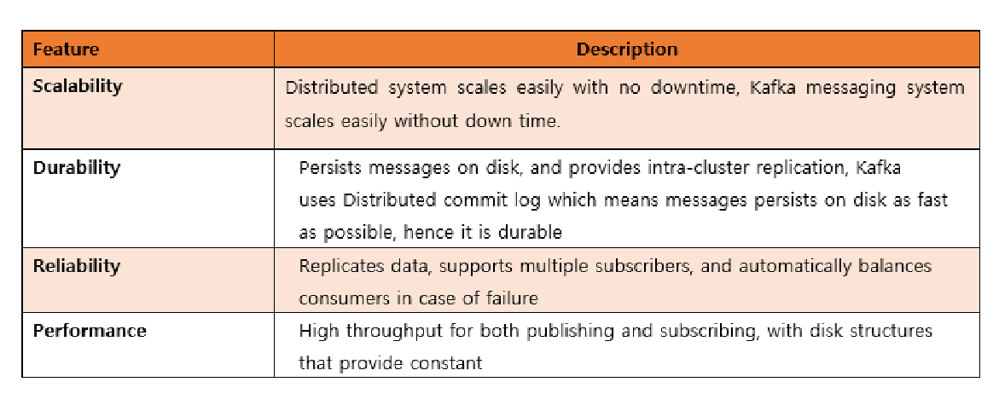 Feature Description
Scalability Distributed system scales easily with no downtime, Kafka messaging system
scales easily without down time.
Durability Persists messages on disk, and provides intra-cluster replication, Kafka
uses Distributed commit log which means messages persists on disk as fast
as possible, hence it is durable
Reliability Replicates data, supports multiple subscribers, and automatically balances
consumers in case of failure
Performance High throughput for both publishing and subscribing, with disk structures
that provide constant